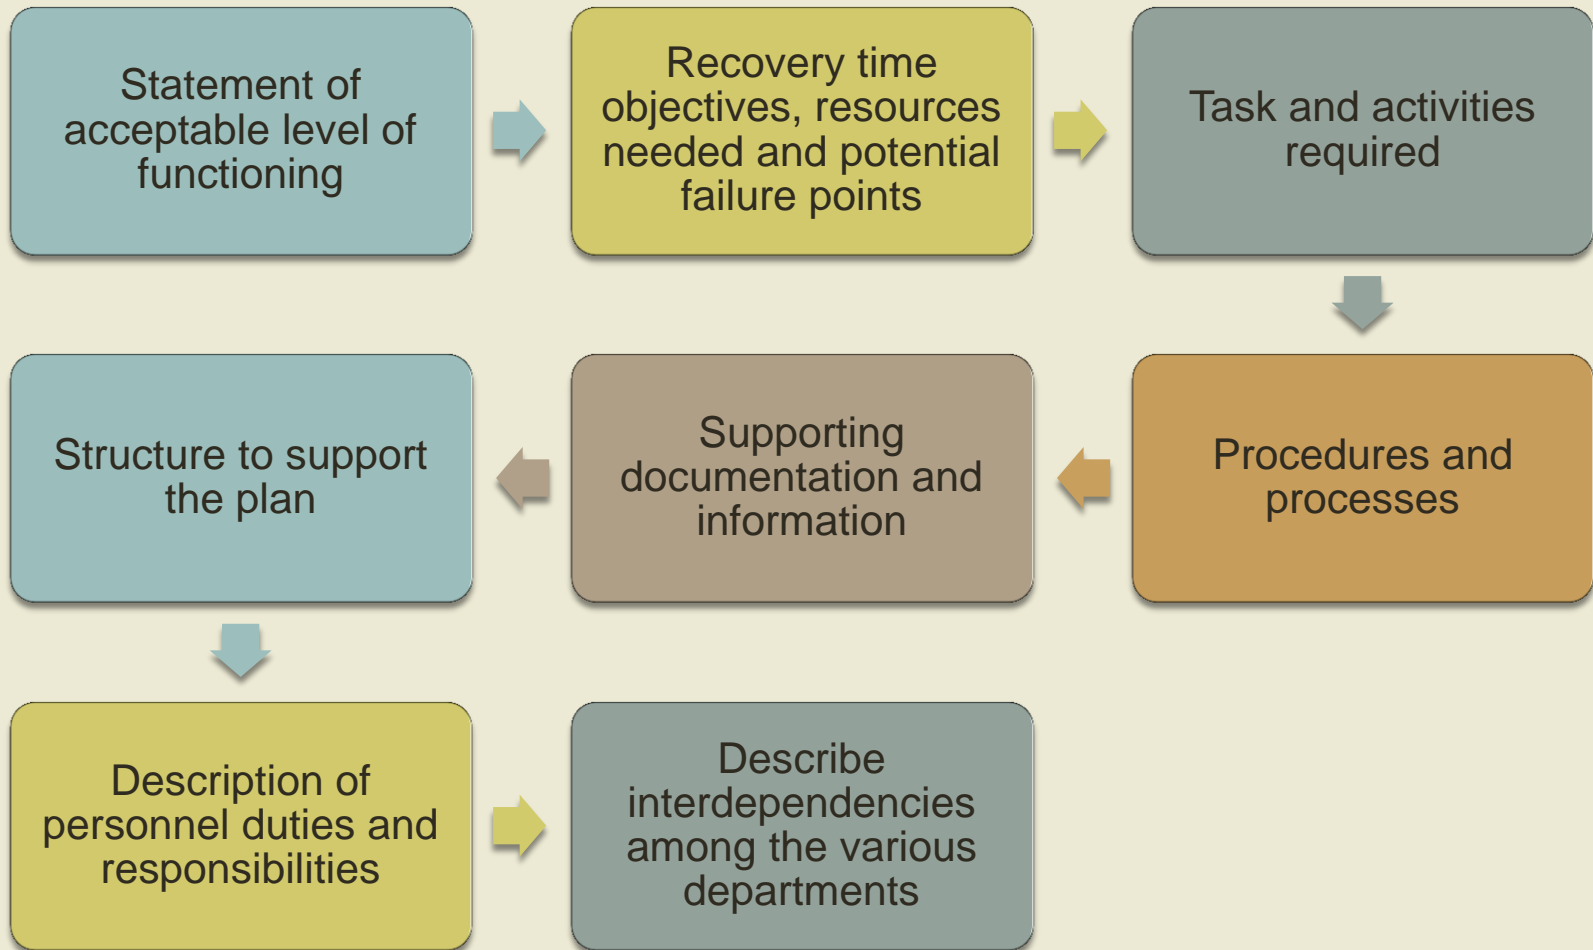 Statement of
acceptable level of
functioning
Recovery time
objectives, resources
needed and potential
failure points
Task and activities
required
Procedures and
processes
Supporting
documentation and
information
Structure to support
the plan
Description of
personnel duties and
responsibilities
Describe
interdependencies
among the various
departments